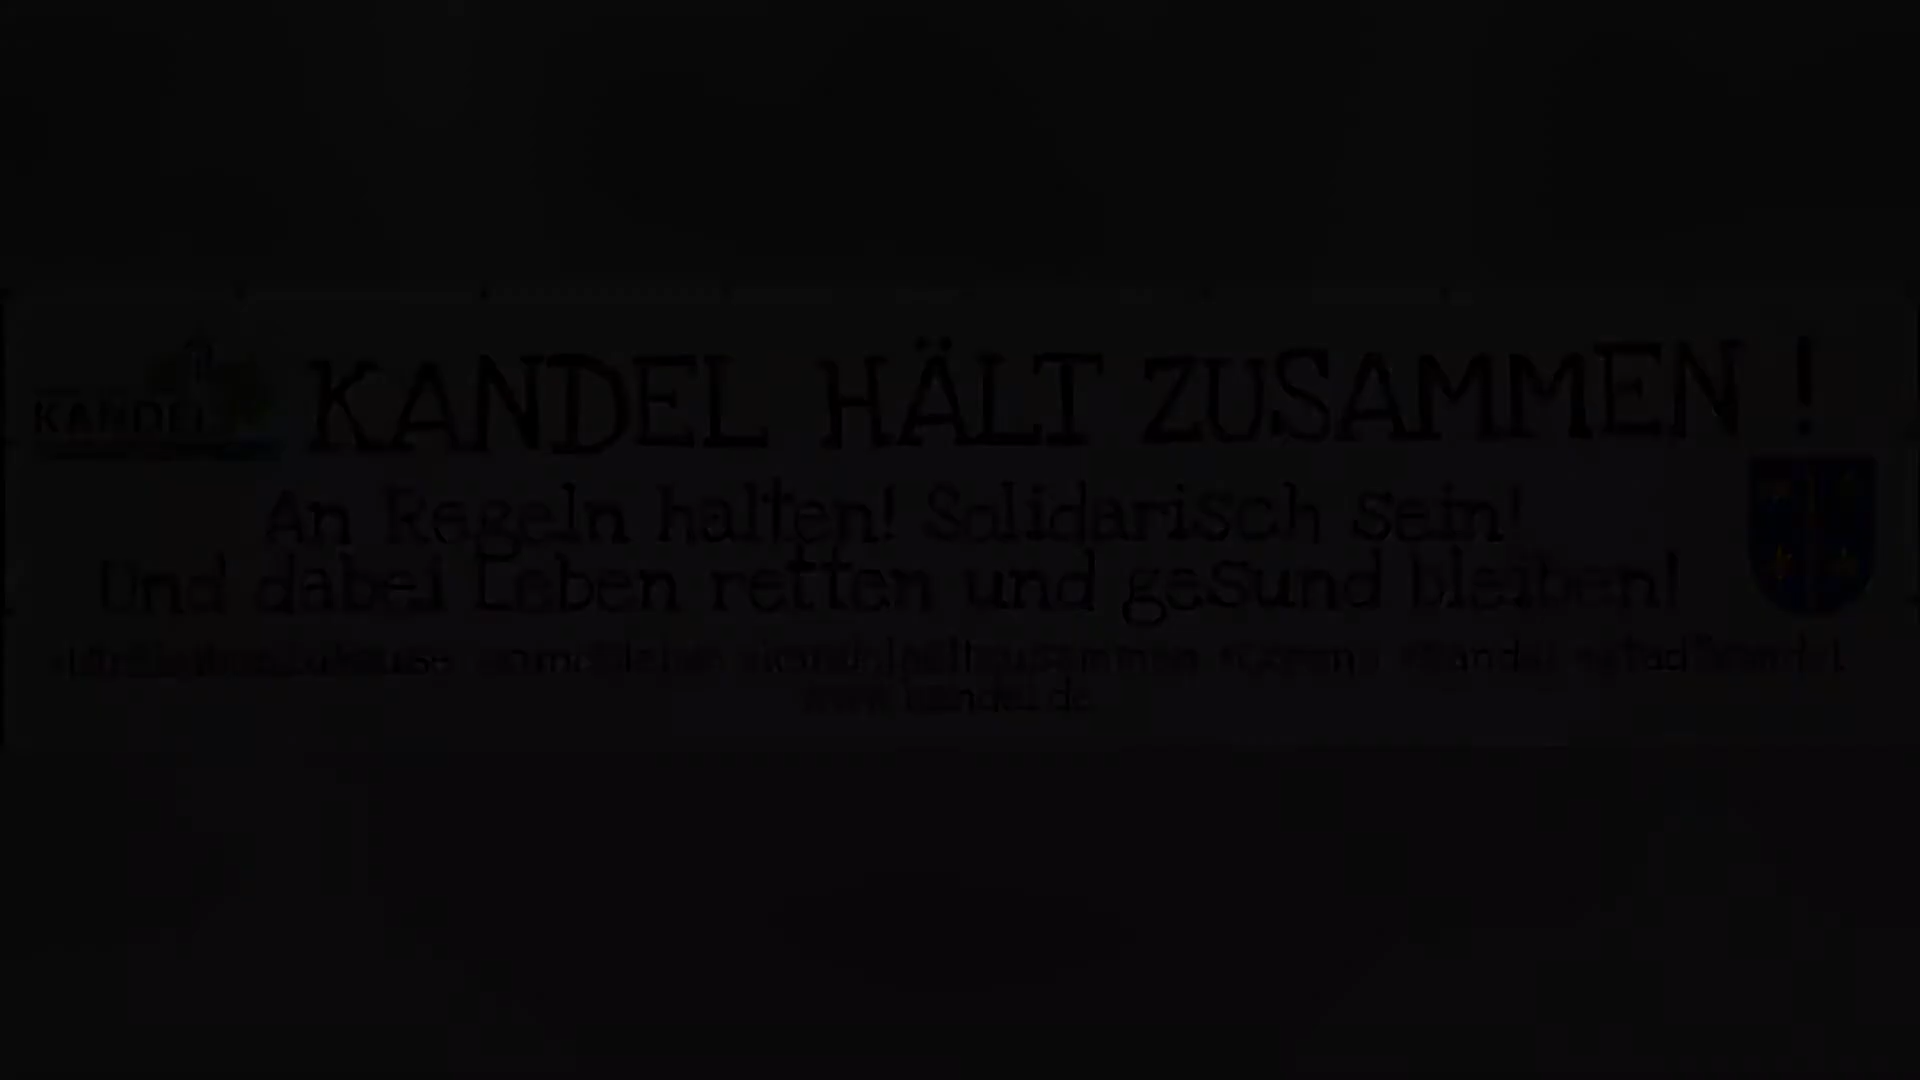 KANDEL
KANDEL HÄLT ZUSAMMEN !
An Regeln halten! Solidarisch sein!
Und dabei Leben retten und gesund bleiben!
www.kandel.de